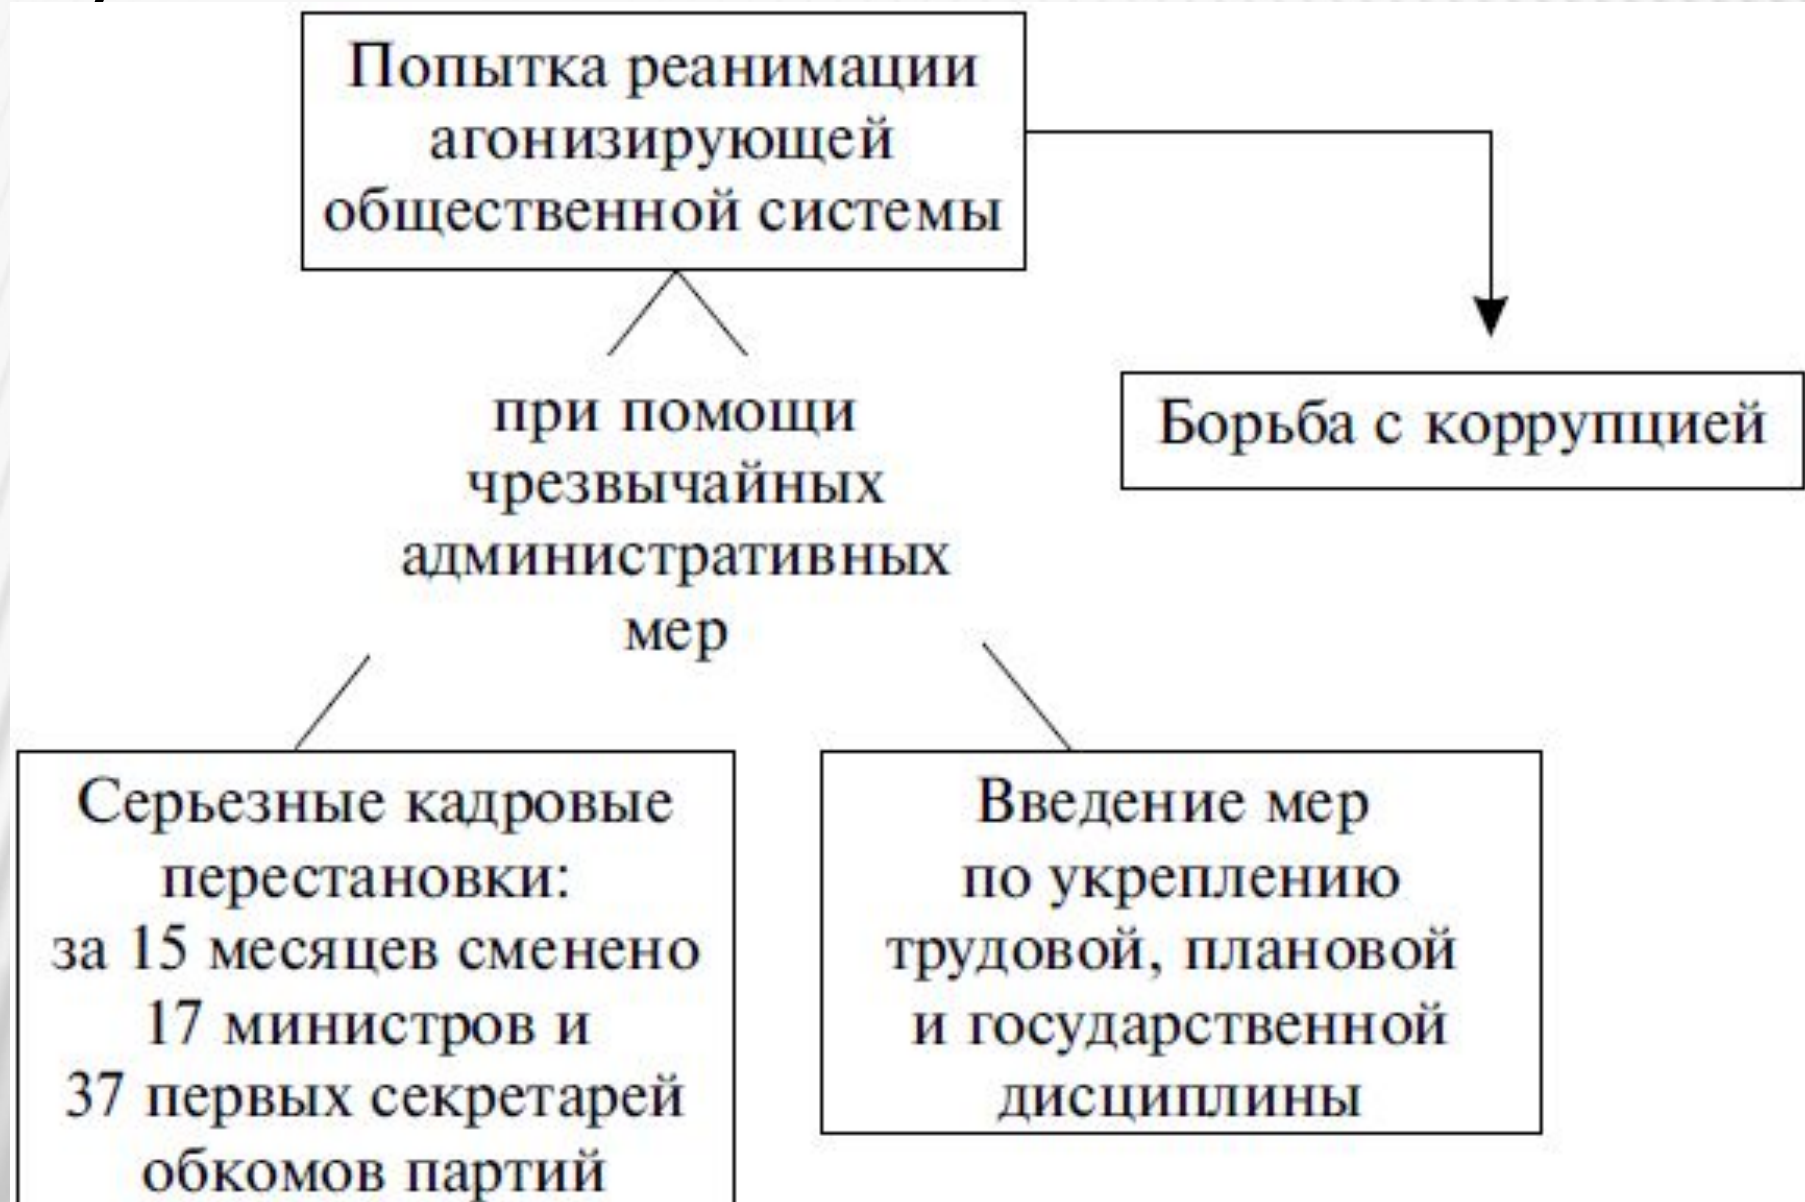 Попытка реанимации
агонизирующей
общественной системы
Борьба с коррупцией
при помощи
чрезвычайных
административных
мер
Серьезные кадровые
перестановки:
за 15 месяцев сменено
17 министров и
37 первых секретарей
обкомов партий
Введение мер
по укреплению
трудовой, плановой
и государственной
дисциплины